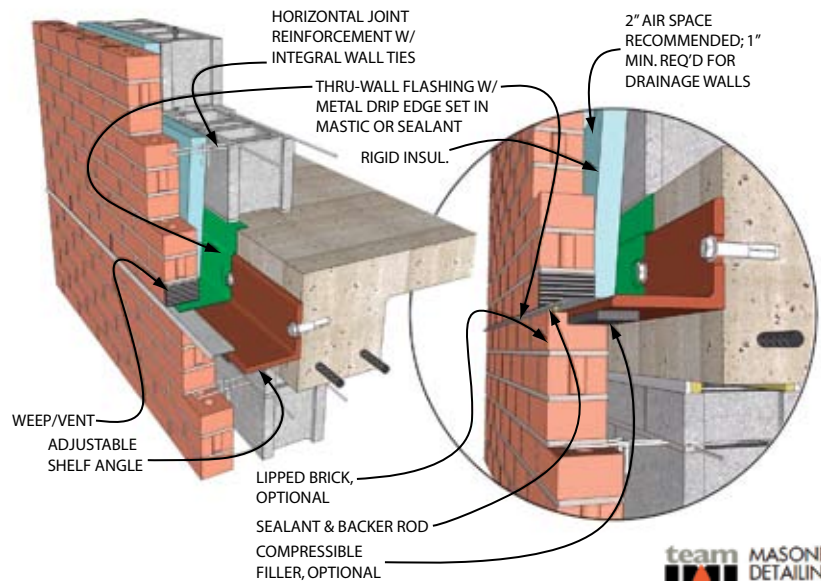 HORIZONTAL JOINT
REINFORCEMENT W/
INTEGRAL WALL TIES
THRU-WALL FLASHING W/
METAL DRIP EDGE SET IN
MASTIC OR SEALANT
RIGID INSUL.
2” AIR SPACE
RECOMMENDED; 1”
MIN. REQ’D FOR
DRAINAGE WALLS
WEEP/VENT
ADJUSTABLE
SHELF ANGLE
LIPPED BRICK,
OPTIONAL
SEALANT & BACKER ROD
COMPRESSIBLE
FILLER, OPTIONAL
team